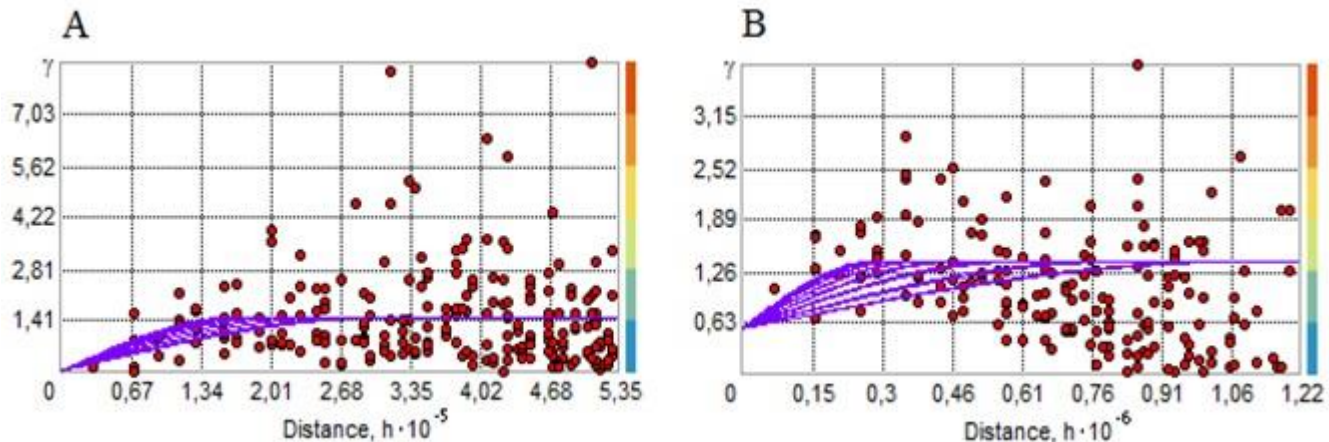 A
γ
7,03
5,62
4,22
2,81
1,41
0 0,67 1,34 2,01 2,68 3,35 4,02 4,68 5,35
Distance, h · 10⁻⁵
B
γ
3,15
2,52
1,89
1,26
0,63
0 0,15 0,3 0,46 0,61 0,76 0,91 1,06 1,22
Distance, h · 10⁻⁶